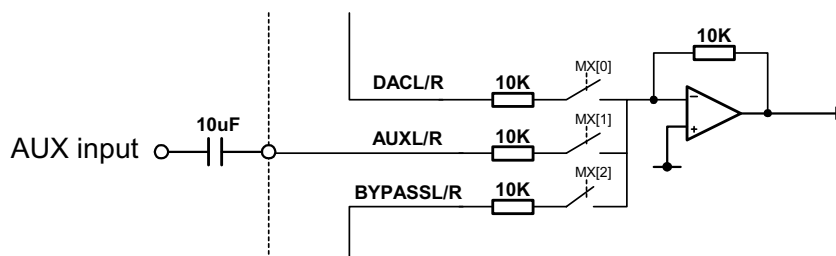 10K
MX[0]
DACL/R
10K
MX[1]
10uF
AUX input
AUXL/R
10K
MX[2]
BYPASSL/R
10K
−
+